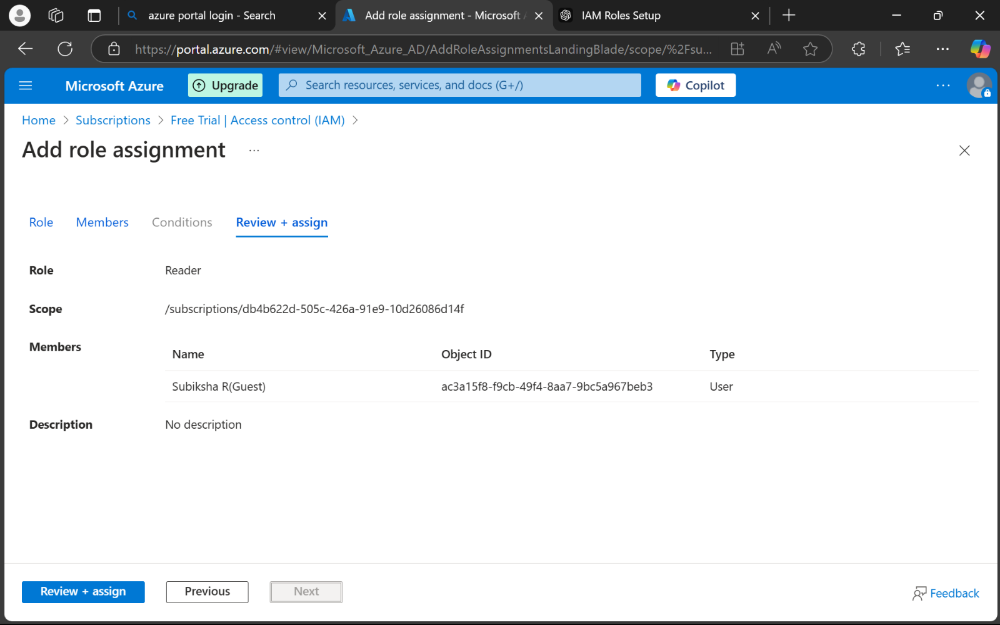 azure portal login - Search
Add role assignment - Microsoft A
IAM Roles Setup
https://portal.azure.com/#view/Microsoft_Azure_AD/AddRoleAssignmentsLandingBlade/scope/%2Fsu...
Microsoft Azure
Upgrade
Search resources, services, and docs (G+/)
Copilot
Home > Subscriptions > Free Trial | Access control (IAM) >
Add role assignment ...
Role Members Conditions Review + assign
Role Reader
Scope /subscriptions/db4b622d-505c-426a-91e9-10d26086d14f
Members
Name Object ID Type
Subiksha R(Guest) ac3a15f8-f9cb-49f4-8aa7-9bc5a967beb3 User
Description No description
Review + assign Previous Next Feedback